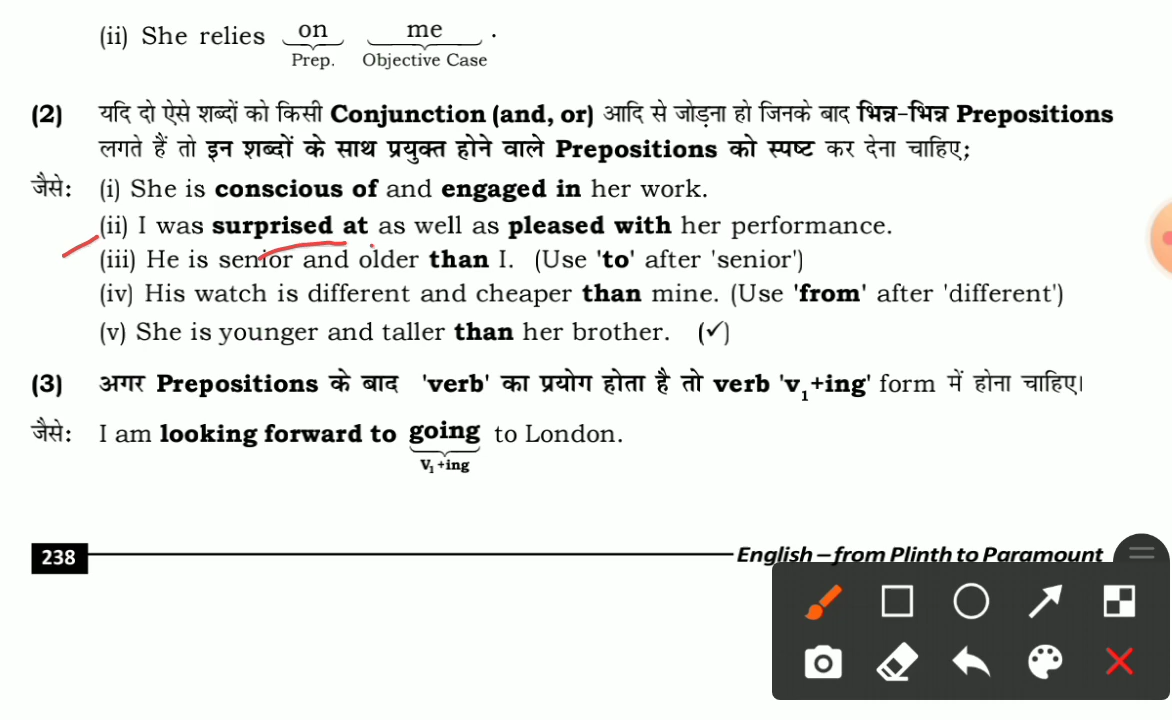 (ii) She relies on me .
Prep. Objective Case
(2) यदि दो ऐसे शब्दों को किसी Conjunction (and, or) आदि से जोड़ना हो जिनके बाद भिन्न-भिन्न Prepositions
लगते हैं तो इन शब्दों के साथ प्रयुक्त होने वाले Prepositions को स्पष्ट कर देना चाहिए;
जैसे: (i) She is conscious of and engaged in her work.
(ii) I was surprised at as well as pleased with her performance.
(iii) He is senior and older than I. (Use 'to' after 'senior')
(iv) His watch is different and cheaper than mine. (Use 'from' after 'different')
(v) She is younger and taller than her brother. (✓)
(3) अगर Prepositions के बाद 'verb' का प्रयोग होता है तो verb 'v₁+ing' form में होना चाहिए।
जैसे: I am looking forward to going to London.
V₁+ing
238 English – from Plinth to Paramount